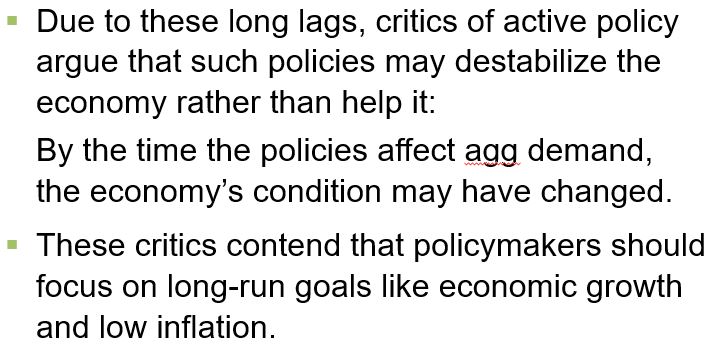 Due to these long lags, critics of active policy
argue that such policies may destabilize the
economy rather than help it:
By the time the policies affect agg demand,
the economy’s condition may have changed.
These critics contend that policymakers should
focus on long-run goals like economic growth
and low inflation.